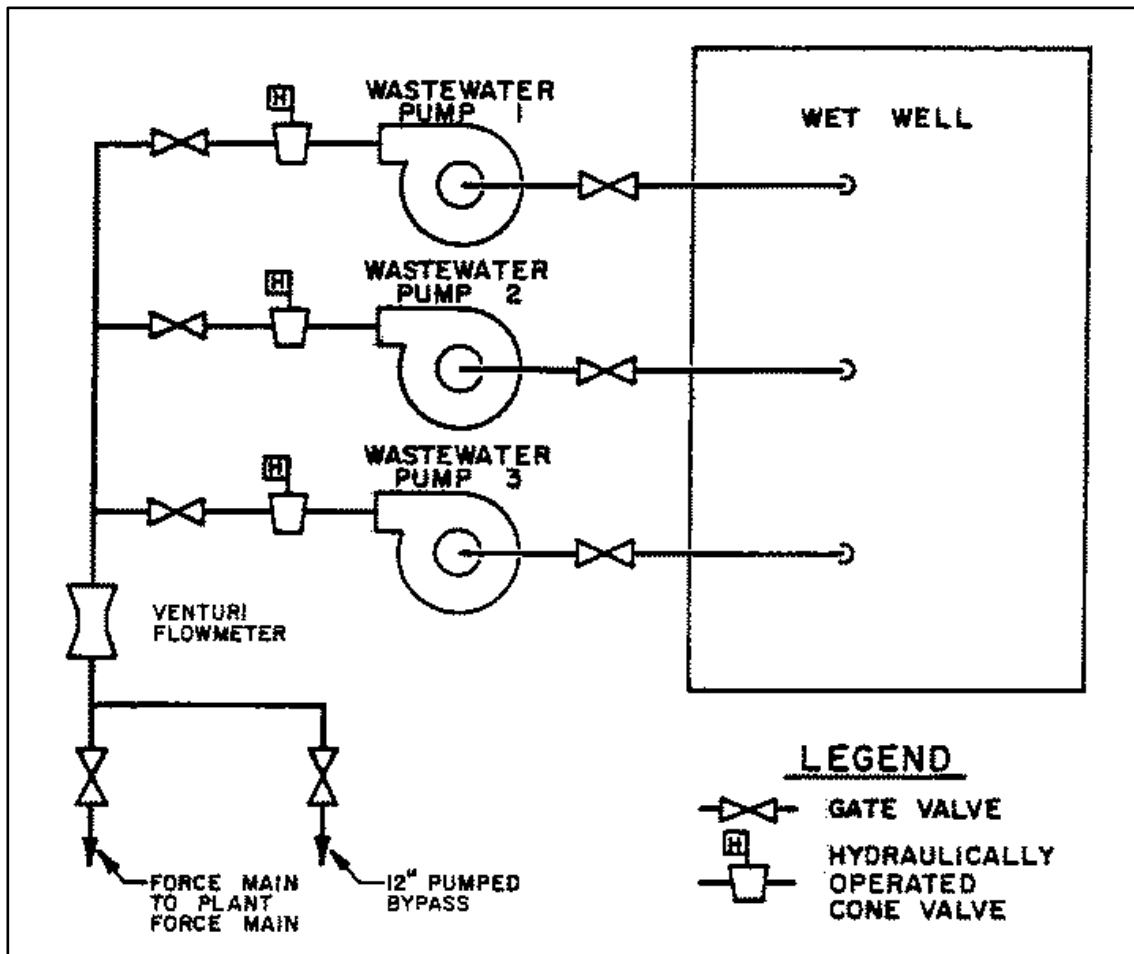 WASTEWATER
PUMP 1
H
WET WELL
WASTEWATER
PUMP 2
H
WASTEWATER
PUMP 3
H
VENTURI
FLOWMETER
LEGEND
GATE VALVE
H
HYDRAULICALLY
OPERATED
CONE VALVE
FORCE MAIN
TO PLANT
FORCE MAIN
12" PUMPED
BYPASS